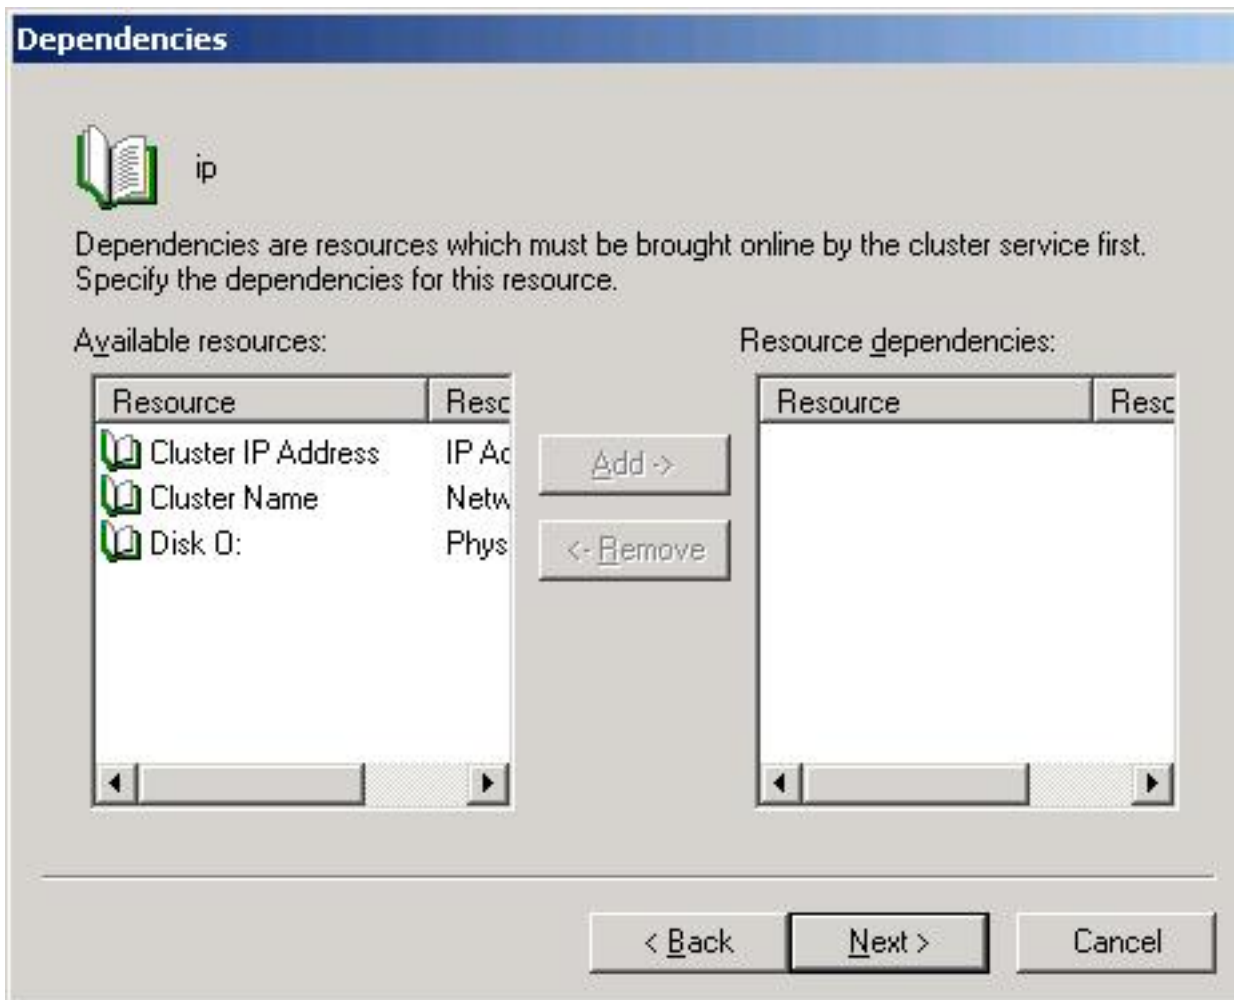 Dependencies
ip
Dependencies are resources which must be brought online by the cluster service first.
Specify the dependencies for this resource.
Available resources:
Resource Resc
Cluster IP Address IP Ac
Cluster Name Netw
Disk O: Phys
Add ->
<- Remove
Resource dependencies:
Resource Resc
< Back
Next >
Cancel